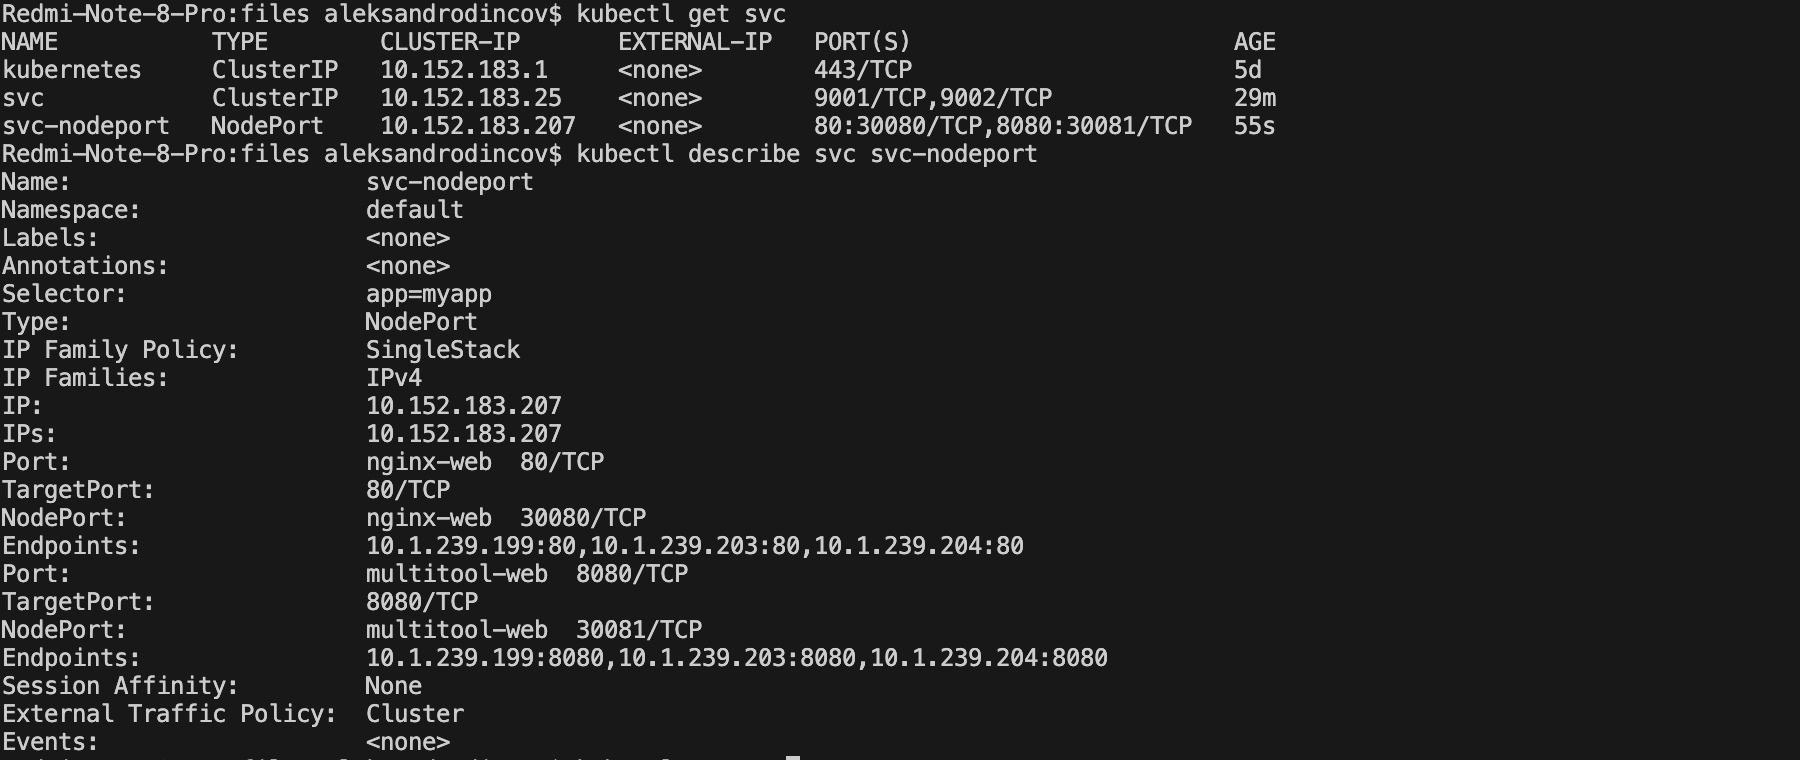 Redmi-Note-8-Pro:files aleksandrodincov$ kubectl get svc
NAME TYPE CLUSTER-IP EXTERNAL-IP PORT(S) AGE
kubernetes ClusterIP 10.152.183.1 <none> 443/TCP 5d
svc ClusterIP 10.152.183.25 <none> 9001/TCP,9002/TCP 29m
svc-nodeport NodePort 10.152.183.207 <none> 80:30080/TCP,8080:30081/TCP 55s
Redmi-Note-8-Pro:files aleksandrodincov$ kubectl describe svc svc-nodeport
Name: svc-nodeport
Namespace: default
Labels: <none>
Annotations: <none>
Selector: app=myapp
Type: NodePort
IP Family Policy: SingleStack
IP Families: IPv4
IP: 10.152.183.207
IPs: 10.152.183.207
Port: nginx-web 80/TCP
TargetPort: 80/TCP
NodePort: nginx-web 30080/TCP
Endpoints: 10.1.239.199:80,10.1.239.203:80,10.1.239.204:80
Port: multitool-web 8080/TCP
TargetPort: 8080/TCP
NodePort: multitool-web 30081/TCP
Endpoints: 10.1.239.199:8080,10.1.239.203:8080,10.1.239.204:8080
Session Affinity: None
External Traffic Policy: Cluster
Events: <none>